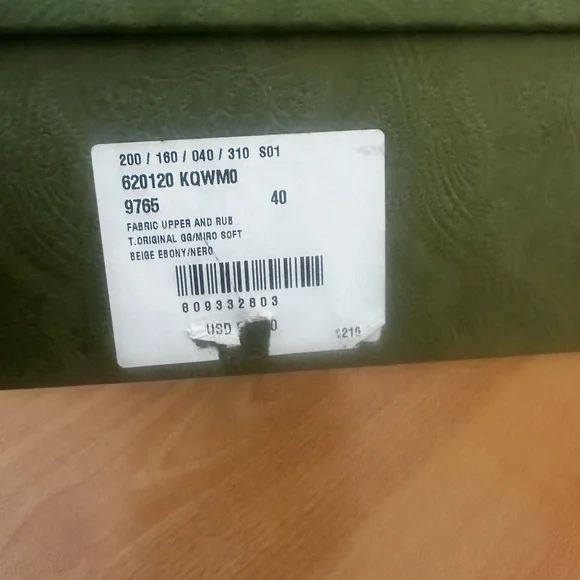 200 / 160 / 040 / 310 S01
620120 KQWM0
9765 40
FABRIC UPPER AND RUB
T.ORIGINAL GG/MIRO SOFT
BEIGE EBONY/NERO
809332803
USD